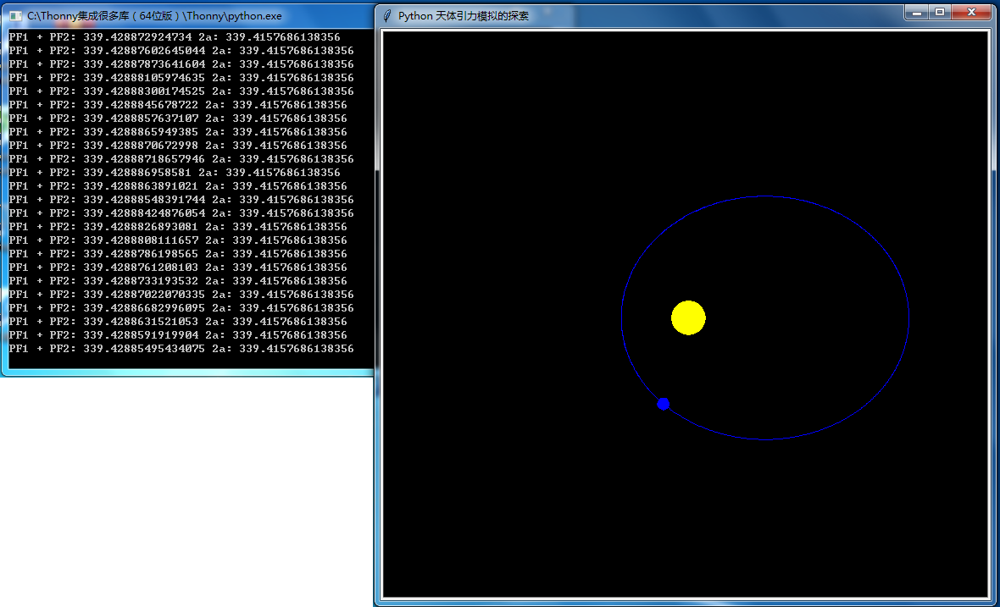 C:\Thonny集成很多库（64位版）\Thonny\python.exe
PF1 + PF2: 339.428872924734 2a: 339.4157686138356
PF1 + PF2: 339.42887602645044 2a: 339.4157686138356
PF1 + PF2: 339.42887873641604 2a: 339.4157686138356
PF1 + PF2: 339.42888105974635 2a: 339.4157686138356
PF1 + PF2: 339.42888300174525 2a: 339.4157686138356
PF1 + PF2: 339.4288845678722 2a: 339.4157686138356
PF1 + PF2: 339.4288857637107 2a: 339.4157686138356
PF1 + PF2: 339.4288865949385 2a: 339.4157686138356
PF1 + PF2: 339.4288870672998 2a: 339.4157686138356
PF1 + PF2: 339.42888718657946 2a: 339.4157686138356
PF1 + PF2: 339.428886958581 2a: 339.4157686138356
PF1 + PF2: 339.4288863891021 2a: 339.4157686138356
PF1 + PF2: 339.42888548391744 2a: 339.4157686138356
PF1 + PF2: 339.42888424876054 2a: 339.4157686138356
PF1 + PF2: 339.4288826893081 2a: 339.4157686138356
PF1 + PF2: 339.4288808111657 2a: 339.4157686138356
PF1 + PF2: 339.4288786198565 2a: 339.4157686138356
PF1 + PF2: 339.4288761208103 2a: 339.4157686138356
PF1 + PF2: 339.4288733193532 2a: 339.4157686138356
PF1 + PF2: 339.42887022070335 2a: 339.4157686138356
PF1 + PF2: 339.42886682996095 2a: 339.4157686138356
PF1 + PF2: 339.4288631521053 2a: 339.4157686138356
PF1 + PF2: 339.4288591919904 2a: 339.4157686138356
PF1 + PF2: 339.42885495434075 2a: 339.4157686138356
Python 天体引力模拟的探索